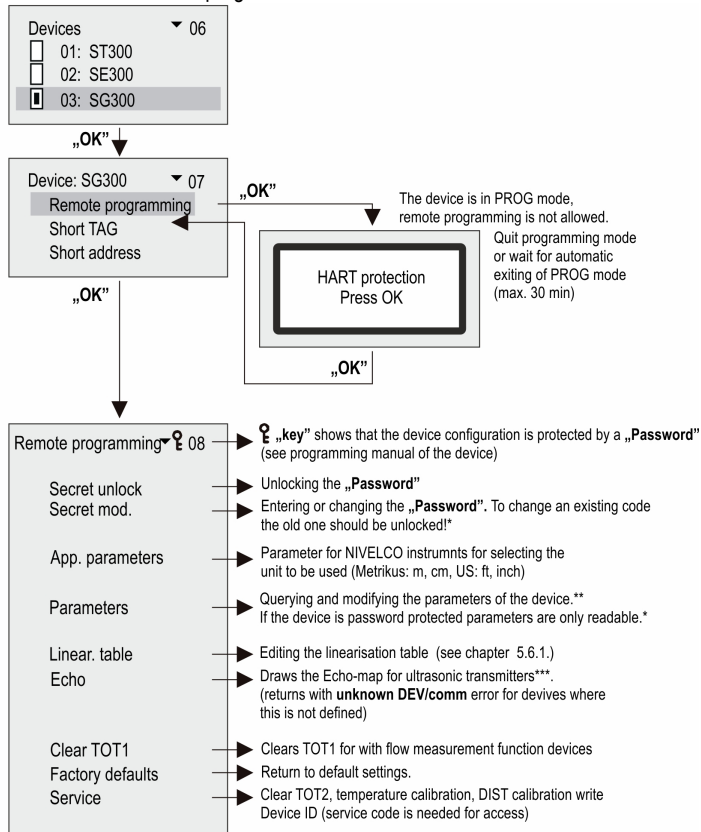 Devices 06
01: ST300
02: SE300
03: SG300
„OK”
Device: SG300 07
Remote programming
Short TAG
Short address
„OK”
The device is in PROG mode,
remote programming is not allowed.
Quit programming mode
or wait for automatic
exiting of PROG mode
(max. 30 min)
HART protection
Press OK
„OK”
„OK”
Remote programming 08
„key” shows that the device configuration is protected by a „Password”
(see programming manual of the device)
Secret unlock
Unlocking the „Password”
Secret mod.
Entering or changing the „Password”. To change an existing code
the old one should be unlocked!*
App. parameters
Parameter for NIVELCO instrumnts for selecting the
unit to be used (Metrikus: m, cm, US: ft, inch)
Parameters
Querying and modifying the parameters of the device.**
If the device is password protected parameters are only readable.*
Linear. table
Editing the linearisation table (see chapter 5.6.1.)
Echo
Draws the Echo-map for ultrasonic transmitters***.
(returns with unknown DEV/comm error for devives where
this is not defined)
Clear TOT1
Clears TOT1 for with flow measurement function devices
Factory defaults
Return to default settings.
Service
Clear TOT2, temperature calibration, DIST calibration write
Device ID (service code is needed for access)